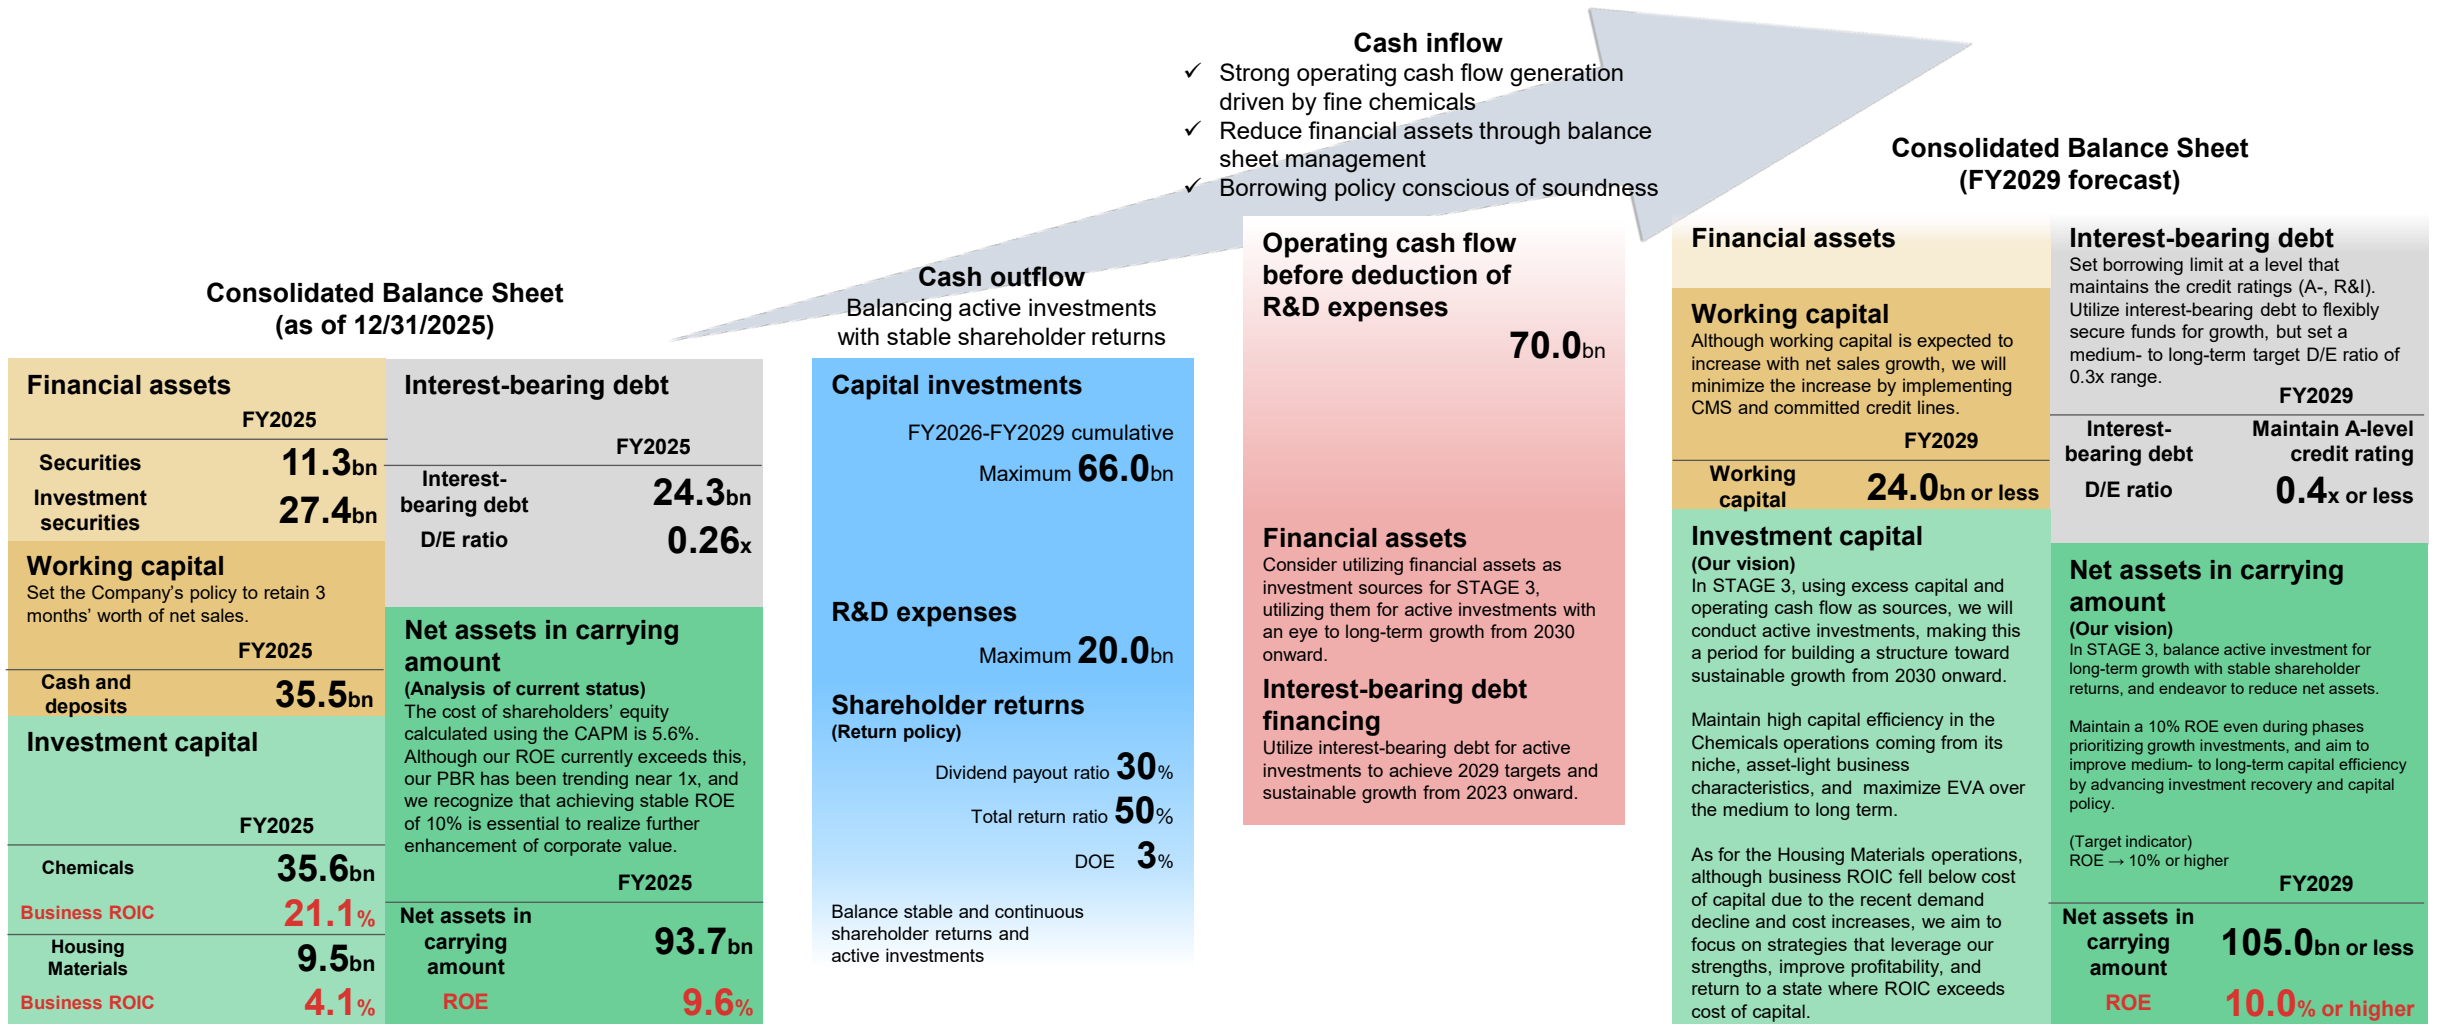 Consolidated Balance Sheet
(as of 12/31/2025)
Financial assets
FY2025
Securities 11.3bn
Investment
securities 27.4bn
Working capital
Set the Company's policy to retain 3
months' worth of net sales.
FY2025
Cash and
deposits 35.5bn
Investment capital
FY2025
Chemicals 35.6bn
Business ROIC 21.1%
Housing
Materials 9.5bn
Business ROIC 4.1%
Interest-bearing debt
FY2025
Interest-
bearing debt 24.3bn
D/E ratio 0.26x
Net assets in carrying
amount
(Analysis of current status)
The cost of shareholders' equity
calculated using the CAPM is 5.6%.
Although our ROE currently exceeds this,
our PBR has been trending near 1x, and
we recognize that achieving stable ROE
of 10% is essential to realize further
enhancement of corporate value.
FY2025
Net assets in
carrying
amount 93.7bn
ROE 9.6%
Cash outflow
Balancing active investments
with stable shareholder returns
Capital investments
FY2026-FY2029 cumulative
Maximum 66.0bn
R&D expenses
Maximum 20.0bn
Shareholder returns
(Return policy)
Dividend payout ratio 30%
Total return ratio 50%
DOE 3%
Balance stable and continuous
shareholder returns and
active investments
Cash inflow
✓ Strong operating cash flow generation
driven by fine chemicals
✓ Reduce financial assets through balance
sheet management
✓ Borrowing policy conscious of soundness
Operating cash flow
before deduction of
R&D expenses
70.0bn
Financial assets
Consider utilizing financial assets as
investment sources for STAGE 3,
utilizing them for active investments with
an eye to long-term growth from 2030
onward.
Interest-bearing debt
financing
Utilize interest-bearing debt for active
investments to achieve 2029 targets and
sustainable growth from 2023 onward.
Consolidated Balance Sheet
(FY2029 forecast)
Financial assets
Working capital
Although working capital is expected to
increase with net sales growth, we will
minimize the increase by implementing
CMS and committed credit lines.
FY2029
Working
capital 24.0bn or less
Investment capital
(Our vision)
In STAGE 3, using excess capital and
operating cash flow as sources, we will
conduct active investments, making this
a period for building a structure toward
sustainable growth from 2030 onward.
Maintain high capital efficiency in the
Chemicals operations coming from its
niche, asset-light business
characteristics, and maximize EVA over
the medium to long term.
As for the Housing Materials operations,
although business ROIC fell below cost
of capital due to the recent demand
decline and cost increases, we aim to
focus on strategies that leverage our
strengths, improve profitability, and
return to a state where ROIC exceeds
cost of capital.
Interest-bearing debt
Set borrowing limit at a level that
maintains the credit ratings (A-, R&I).
Utilize interest-bearing debt to flexibly
secure funds for growth, but set a
medium- to long-term target D/E ratio of
0.3x range.
FY2029
Interest-
bearing debt Maintain A-level
credit rating
D/E ratio 0.4x or less
Net assets in carrying
amount
(Our vision)
In STAGE 3, balance active investment for
long-term growth with stable shareholder
returns, and endeavor to reduce net assets.
Maintain a 10% ROE even during phases
prioritizing growth investments, and aim to
improve medium- to long-term capital efficiency
by advancing investment recovery and capital
policy.
(Target indicator)
ROE → 10% or higher
FY2029
Net assets in
carrying
amount 105.0bn or less
ROE 10.0% or higher